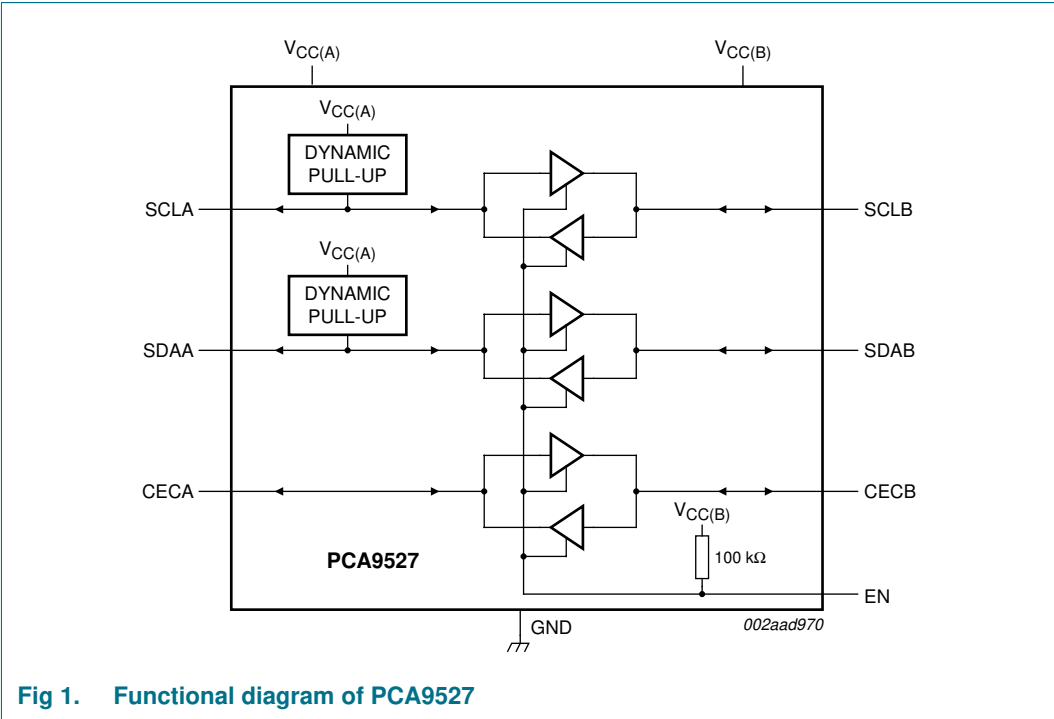 VCC(A)
VCC(B)
VCC(A)
DYNAMIC
PULL-UP
SCLA
SCLB
VCC(A)
DYNAMIC
PULL-UP
SDAA
SDAB
CECA
CECB
VCC(B)
100 kΩ
PCA9527
EN
GND
002aad970
Fig 1. Functional diagram of PCA9527